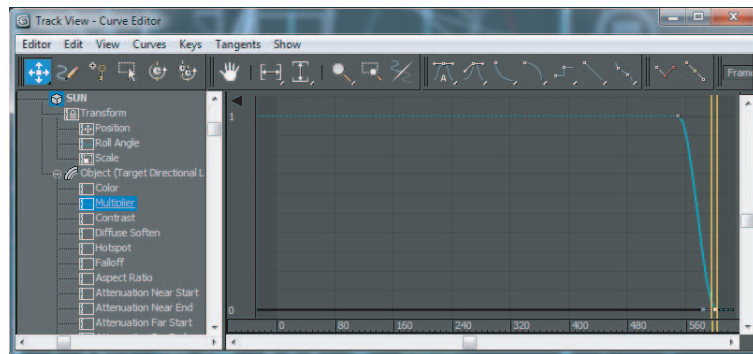 Track View - Curve Editor
Editor Edit View Curves Keys Tangents Show
A
Fram
SUN
Transform
Position
Roll Angle
Scale
Object (Target Directional L
Color
Multiplier
Contrast
Diffuse Soften
Hotspot
Falloff
Aspect Ratio
Attenuation Near Start
Attenuation Near End
Attenuation Far Start
1
0
0 80 160 240 320 400 480 560